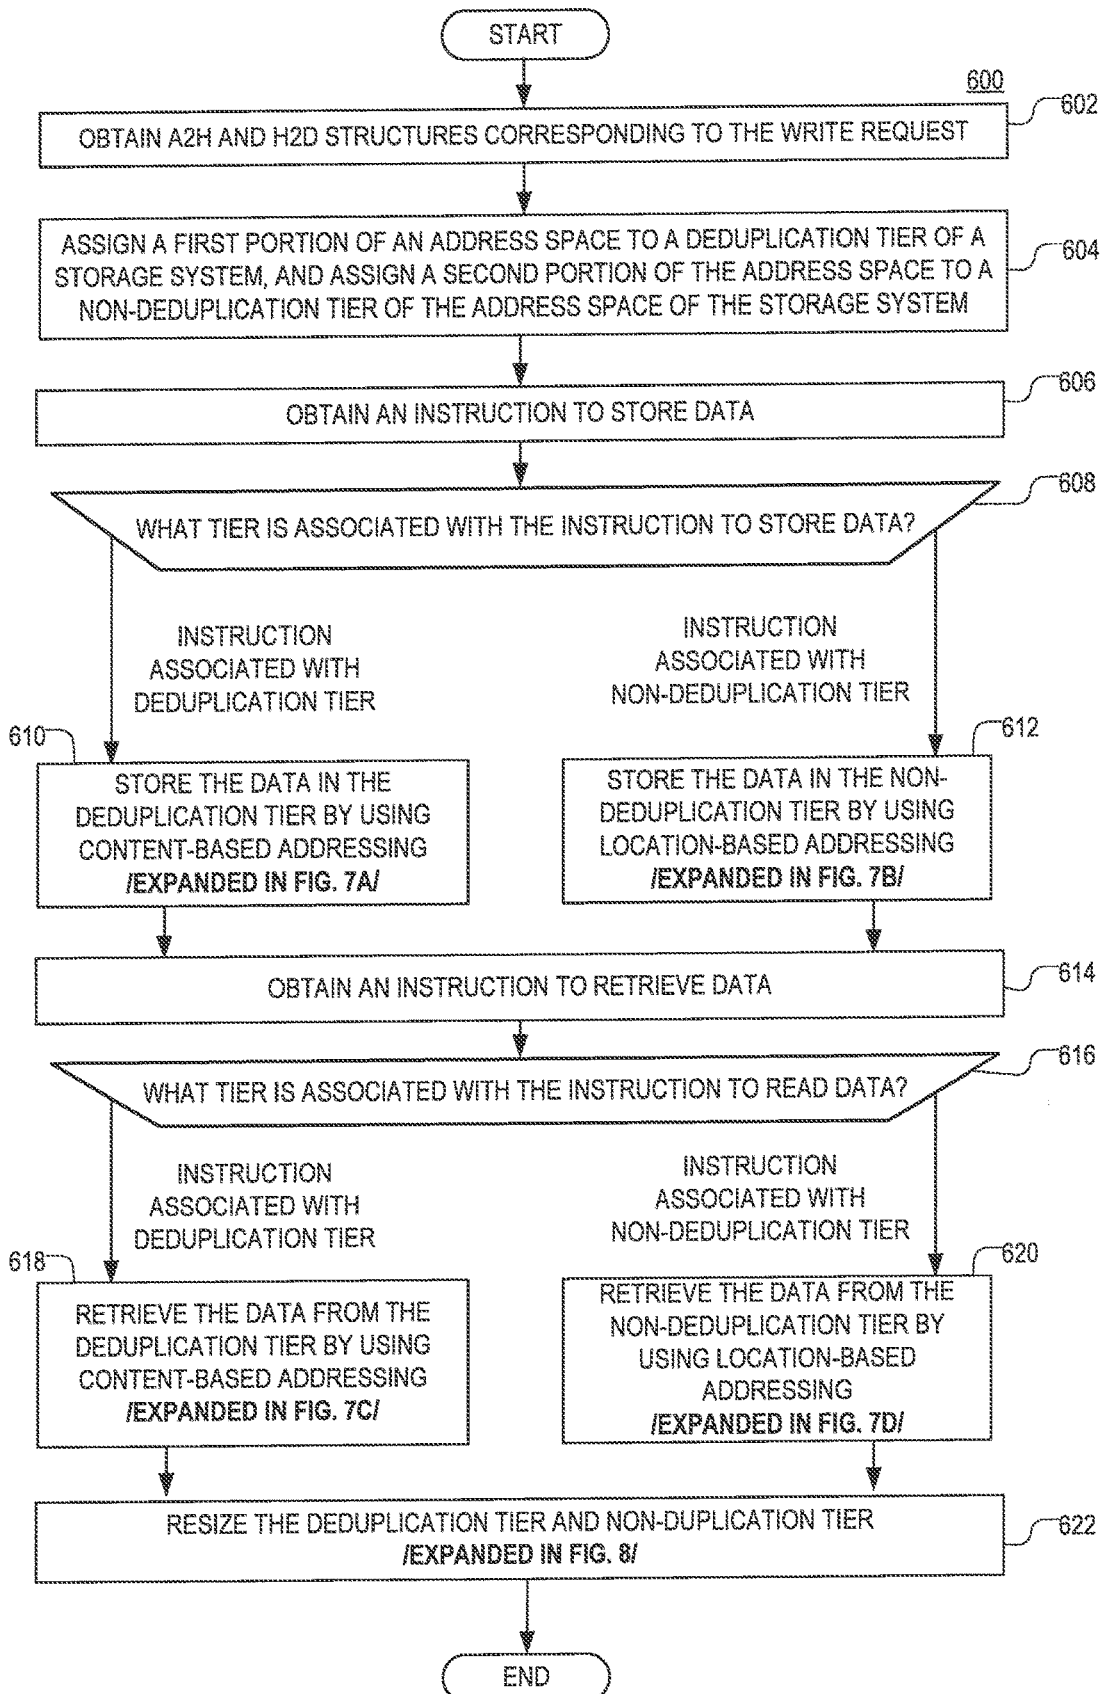 START
600
602
OBTAIN A2H AND H2D STRUCTURES CORRESPONDING TO THE WRITE REQUEST
ASSIGN A FIRST PORTION OF AN ADDRESS SPACE TO A DEDUPLICATION TIER OF A
STORAGE SYSTEM, AND ASSIGN A SECOND PORTION OF THE ADDRESS SPACE TO A
NON-DEDUPLICATION TIER OF THE ADDRESS SPACE OF THE STORAGE SYSTEM
604
606
OBTAIN AN INSTRUCTION TO STORE DATA
608
WHAT TIER IS ASSOCIATED WITH THE INSTRUCTION TO STORE DATA?
INSTRUCTION
ASSOCIATED WITH
DEDUPLICATION TIER
INSTRUCTION
ASSOCIATED WITH
NON-DEDUPLICATION TIER
610
STORE THE DATA IN THE
DEDUPLICATION TIER BY USING
CONTENT-BASED ADDRESSING
/EXPANDED IN FIG. 7A/
612
STORE THE DATA IN THE NON-
DEDUPLICATION TIER BY USING
LOCATION-BASED ADDRESSING
/EXPANDED IN FIG. 7B/
614
OBTAIN AN INSTRUCTION TO RETRIEVE DATA
616
WHAT TIER IS ASSOCIATED WITH THE INSTRUCTION TO READ DATA?
INSTRUCTION
ASSOCIATED WITH
DEDUPLICATION TIER
INSTRUCTION
ASSOCIATED WITH
NON-DEDUPLICATION TIER
618
RETRIEVE THE DATA FROM THE
DEDUPLICATION TIER BY USING
CONTENT-BASED ADDRESSING
/EXPANDED IN FIG. 7C/
620
RETRIEVE THE DATA FROM THE
NON-DEDUPLICATION TIER BY
USING LOCATION-BASED
ADDRESSING
/EXPANDED IN FIG. 7D/
RESIZE THE DEDUPLICATION TIER AND NON-DUPLICATION TIER
/EXPANDED IN FIG. 8/
622
END